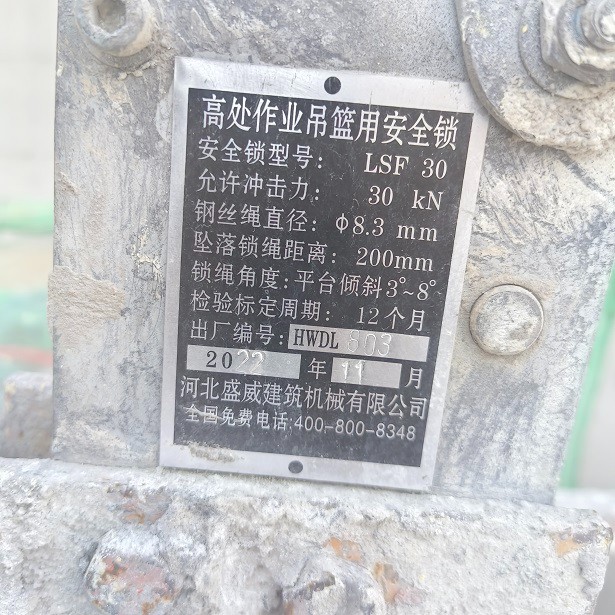 高处作业吊篮用安全锁
安全锁型号: LSF 30
允许冲击力: 30 kN
钢丝绳直径: φ8.3 mm
坠落锁绳距离: 200mm
锁绳角度:平台倾斜3°~8°
检验标定周期: 12个月
出厂编号: HWDL 803
2022 年 11 月
河北盛威建筑机械有限公司
全国免费电话:400-800-8348